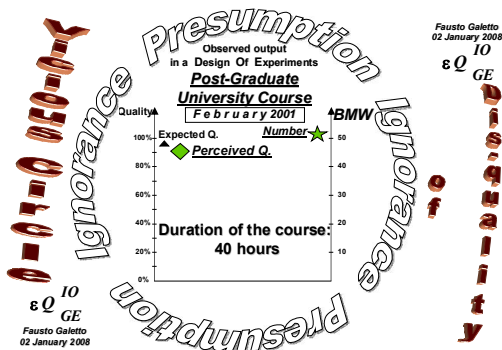 Vicious Circle
Presumption
Ignorance
Ignorance
Presumption
of
Disquality
Fausto Galetto
02 January 2008
εQ IO
GE
Observed output
in a Design Of Experiments
Post-Graduate
University Course
February 2001
Quality
BMW
Expected Q.
Number
Perceived Q.
100%
80%
60%
40%
20%
0%
50
40
30
20
10
Duration of the course:
40 hours
εQ IO
GE
Fausto Galetto
02 January 2008